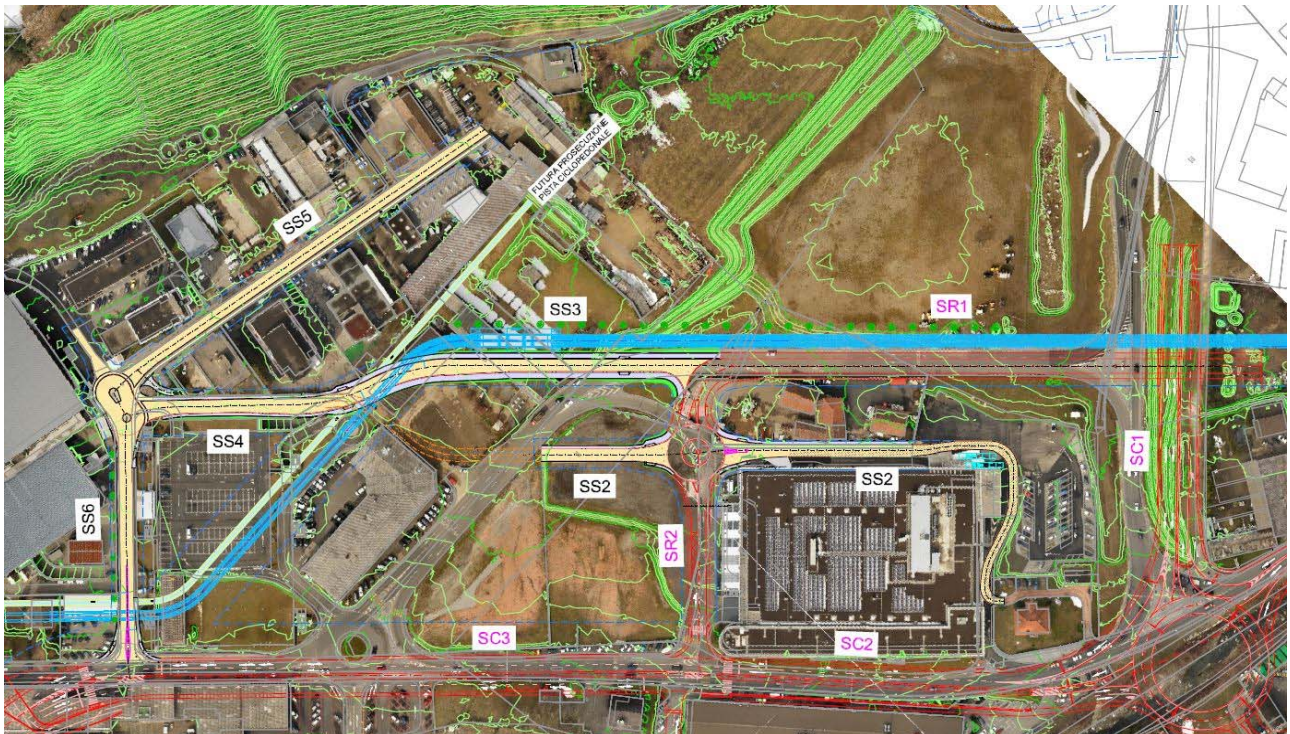 FUTURA PROSECUZIONE
PISTA CICLOPEDONALE
SS5
SS3
SR1
SS4
SS2
SS2
SC1
SS6
SR2
SC3
SC2